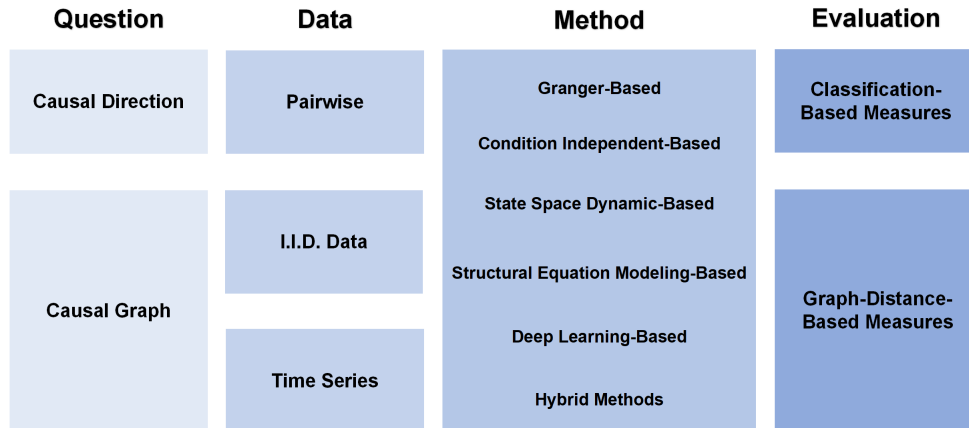 Question
Data
Method
Evaluation
Causal Direction
Pairwise
Granger-Based
Condition Independent-Based
State Space Dynamic-Based
Structural Equation Modeling-Based
Deep Learning-Based
Hybrid Methods
Classification-
Based Measures
Causal Graph
I.I.D. Data
Time Series
Graph-Distance-
Based Measures